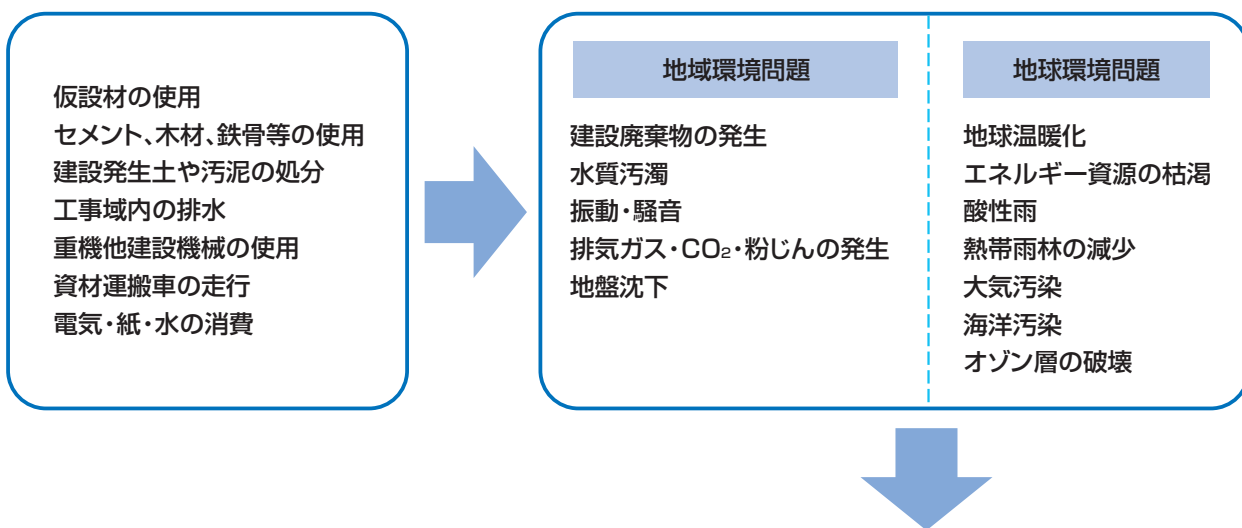 仮設材の使用
セメント、木材、鉄骨等の使用
建設発生土や汚泥の処分
工事域内の排水
重機他建設機械の使用
資材運搬車の走行
電気・紙・水の消費
地域環境問題
建設廃棄物の発生
水質汚濁
振動・騒音
排気ガス・CO₂・粉じんの発生
地盤沈下
地球環境問題
地球温暖化
エネルギー資源の枯渇
酸性雨
熱帯雨林の減少
大気汚染
海洋汚染
オゾン層の破壊